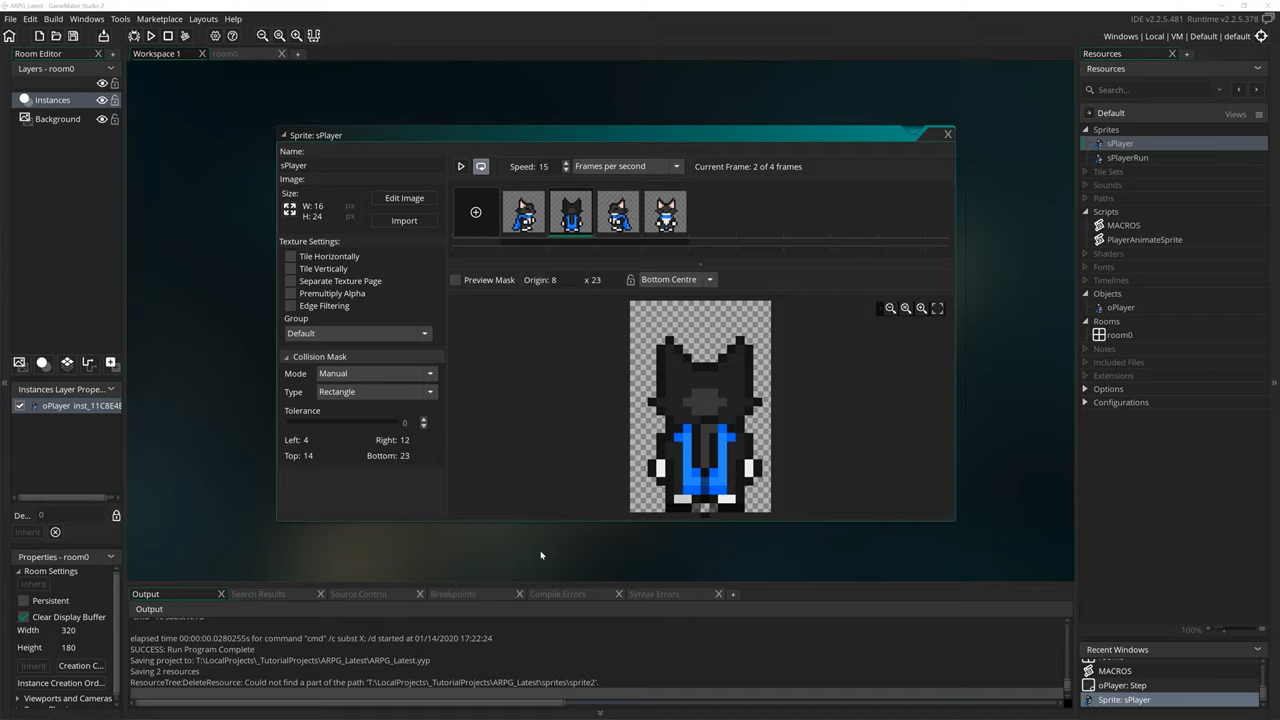 ARPG_Latest - GameMaker Studio 2
File Edit Build Windows Tools Marketplace Layouts Help
IDE v2.2.5.481 Runtime v2.2.5.378
Windows | Local | VM | Default | default
Room Editor
Workspace 1
room0
Resources
Layers - room0
Resources
Search...
Instances
Background
Default
Views
Sprites
sPlayer
sPlayerRun
Tile Sets
Sounds
Paths
Scripts
MACROS
PlayerAnimateSprite
Shaders
Fonts
Timelines
Objects
oPlayer
Rooms
room0
Notes
Included Files
Extensions
Options
Configurations
Sprite: sPlayer
Name:
sPlayer
Speed: 15
Frames per second
Current Frame: 2 of 4 frames
Image:
Size:
W: 16 px
H: 24 px
Edit Image
Import
Texture Settings:
Tile Horizontally
Tile Vertically
Separate Texture Page
Premultiply Alpha
Edge Filtering
Group
Default
Preview Mask
Origin: 8 x 23
Bottom Centre
Collision Mask
Mode Manual
Type Rectangle
Tolerance
0
Left: 4 Right: 12
Top: 14 Bottom: 23
Instances Layer Prope...
oPlayer inst_11C8E4E
De... 0
Inherit
Properties - room0
Room Settings
Inherit
Persistent
Clear Display Buffer
Width 320
Height 180
Inherit
Creation C...
Instance Creation Ord...
Viewports and Cameras
Output
Search Results
Source Control
Breakpoints
Compile Errors
Syntax Errors
Output
elapsed time 00:00:00.0280255s for command "cmd" /c subst X: /d started at 01/14/2020 17:22:24
SUCCESS: Run Program Complete
Saving project to: T:\LocalProjects\_TutorialProjects\ARPG_Latest\ARPG_Latest.yyp
Saving 2 resources
ResourceTree:DeleteResource: Could not find a part of the path 'T:\LocalProjects\_TutorialProjects\ARPG_Latest\sprites\sprite2'.
100%
Recent Windows
MACROS
oPlayer: Step
Sprite: sPlayer